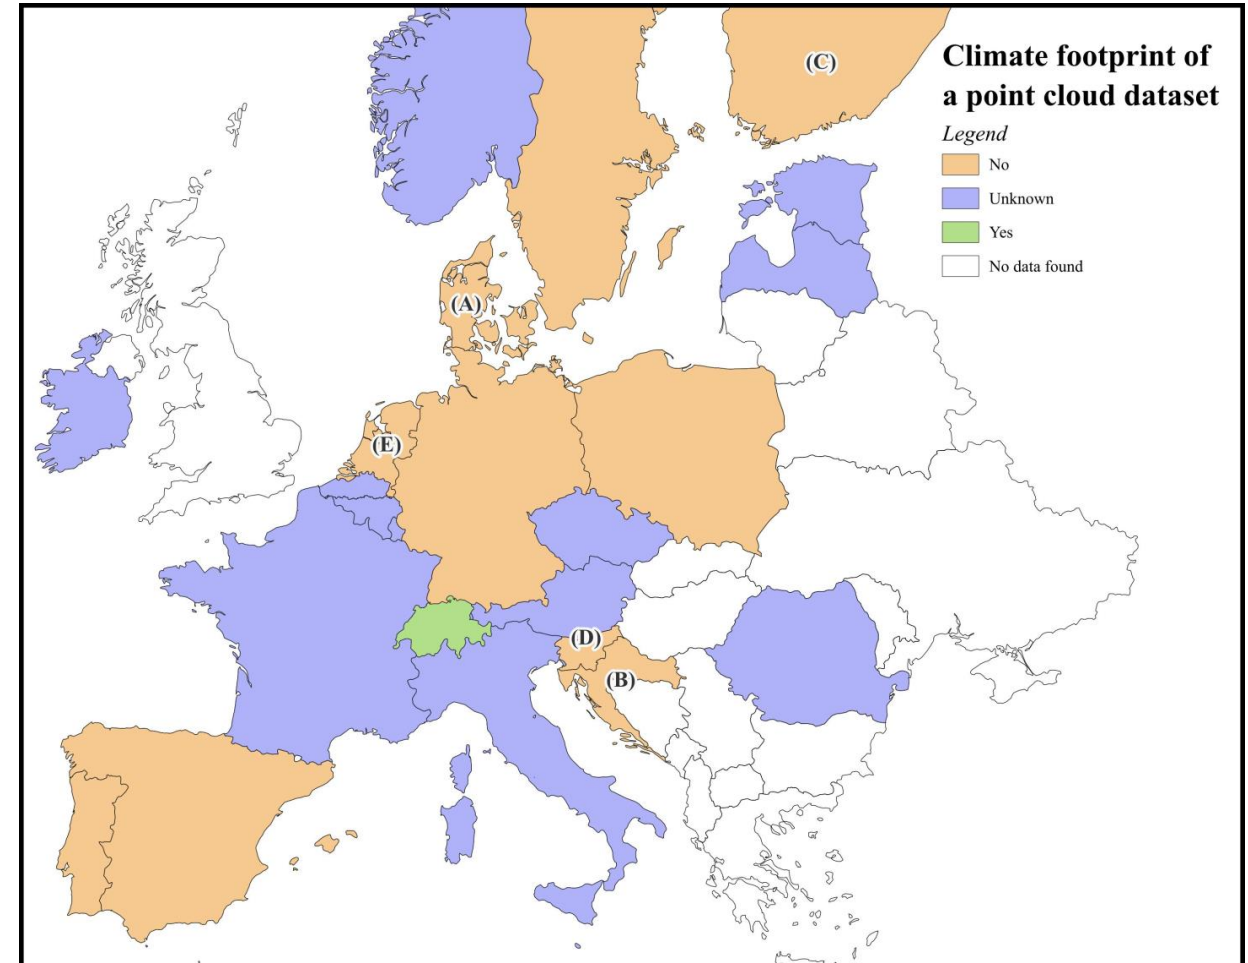 (C)
Climate footprint of
a point cloud dataset
Legend
No
Unknown
Yes
No data found
(A)
(E)
(D)
(B)